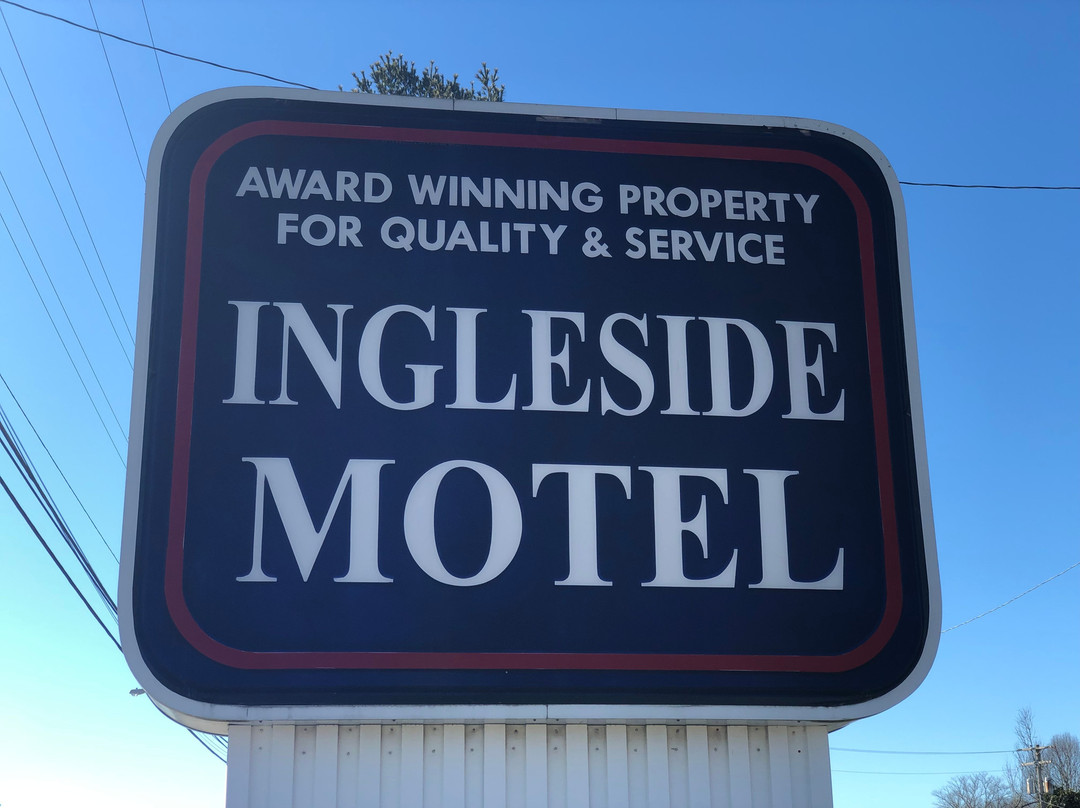 AWARD WINNING PROPERTY
FOR QUALITY & SERVICE
INGLESIDE
MOTEL